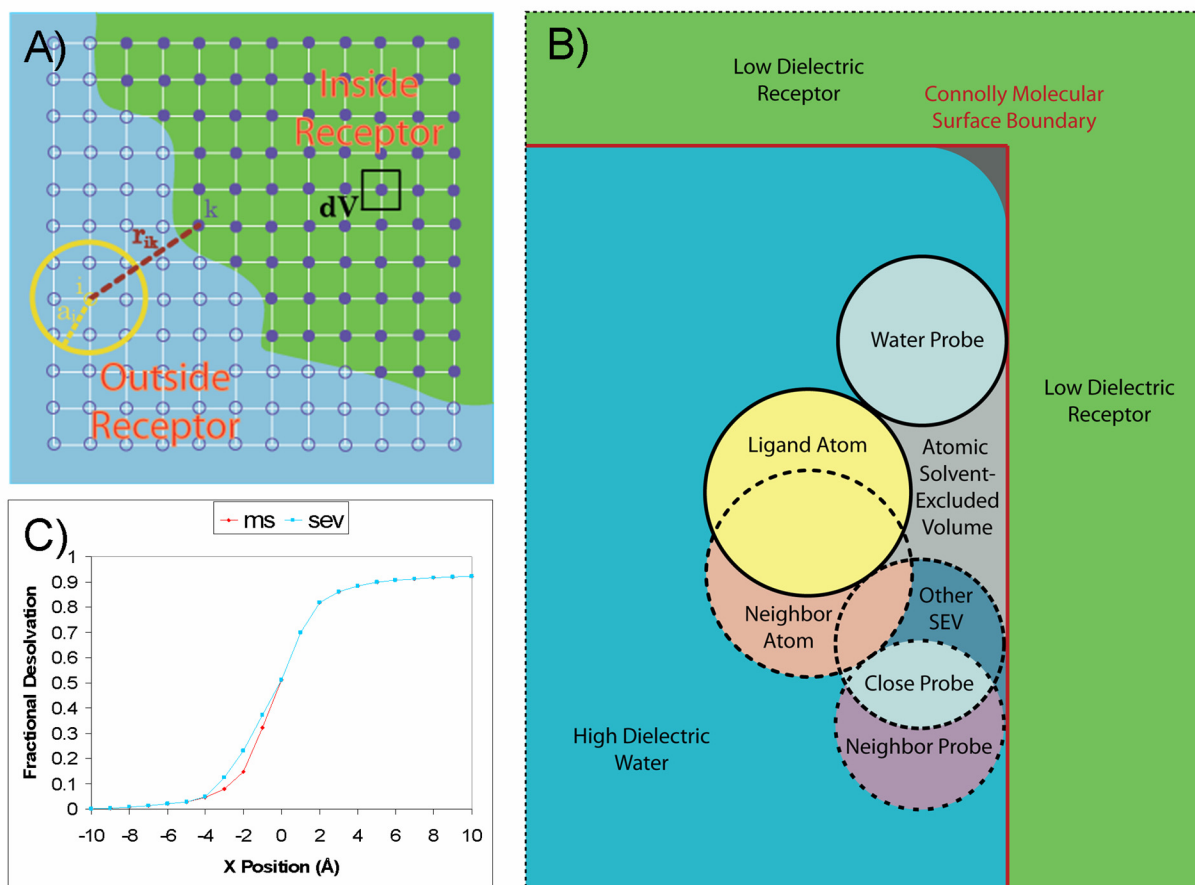 A)
Inside
Receptor
dV
k
r_ik
i
a_i
Outside
Receptor
B)
Low Dielectric
Receptor
Connolly Molecular
Surface Boundary
Water Probe
Low Dielectric
Receptor
Ligand Atom
Atomic
Solvent-
Excluded
Volume
Neighbor
Atom
Other
SEV
Close Probe
Neighbor Probe
High Dielectric
Water
C)
ms sev
Fractional Desolvation
1
0.9
0.8
0.7
0.6
0.5
0.4
0.3
0.2
0.1
0
-10 -8 -6 -4 -2 0 2 4 6 8 10
X Position (Å)